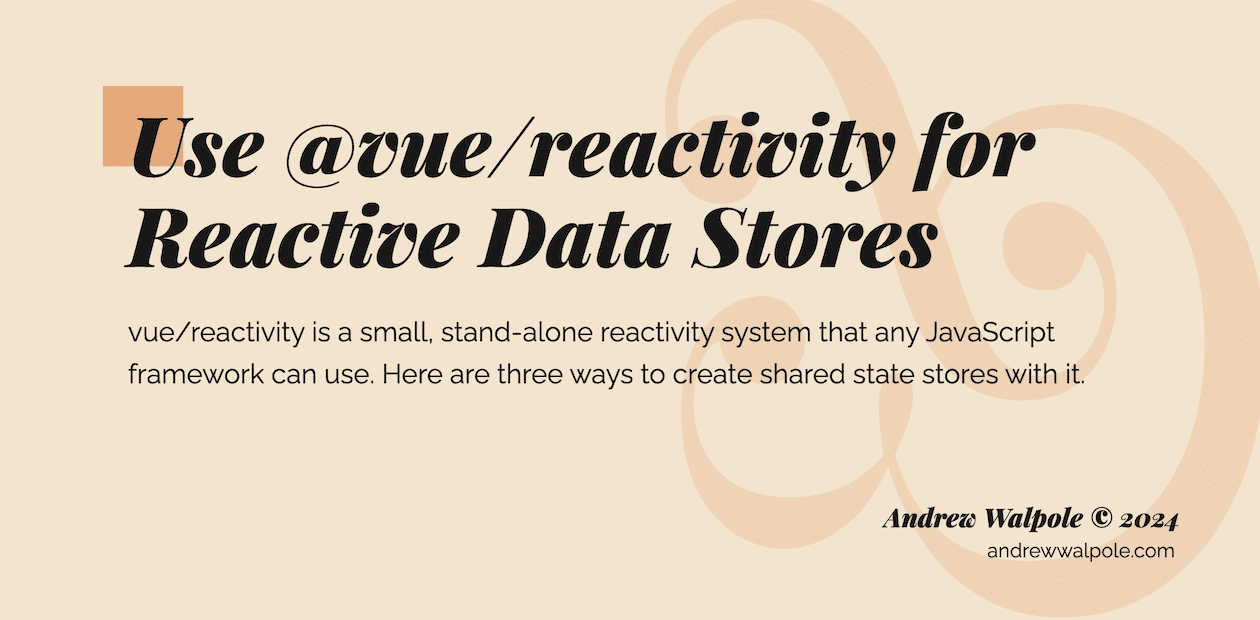 Use @vue/reactivity for
Reactive Data Stores
vue/reactivity is a small, stand-alone reactivity system that any JavaScript
framework can use. Here are three ways to create shared state stores with it.
Andrew Walpole © 2024
andrewwalpole.com